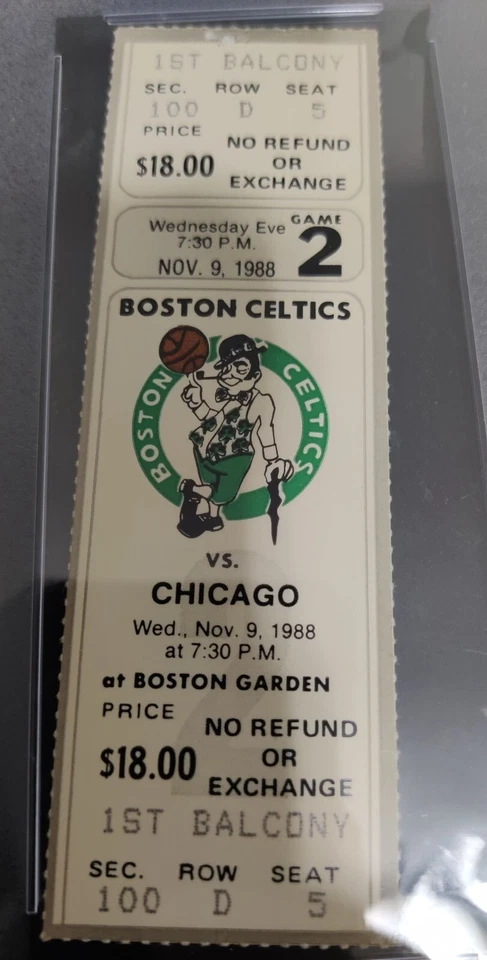 1ST BALCONY
SEC. ROW SEAT
100 D 5
PRICE
$18.00
NO REFUND
OR
EXCHANGE
Wednesday Eve
7:30 P.M.
NOV. 9, 1988
GAME
2
BOSTON CELTICS
BOSTON CELTICS
VS.
CHICAGO
Wed., Nov. 9, 1988
at 7:30 P.M.
at BOSTON GARDEN
PRICE
$18.00
NO REFUND
OR
EXCHANGE
2
1ST BALCONY
SEC. ROW SEAT
100 D 5